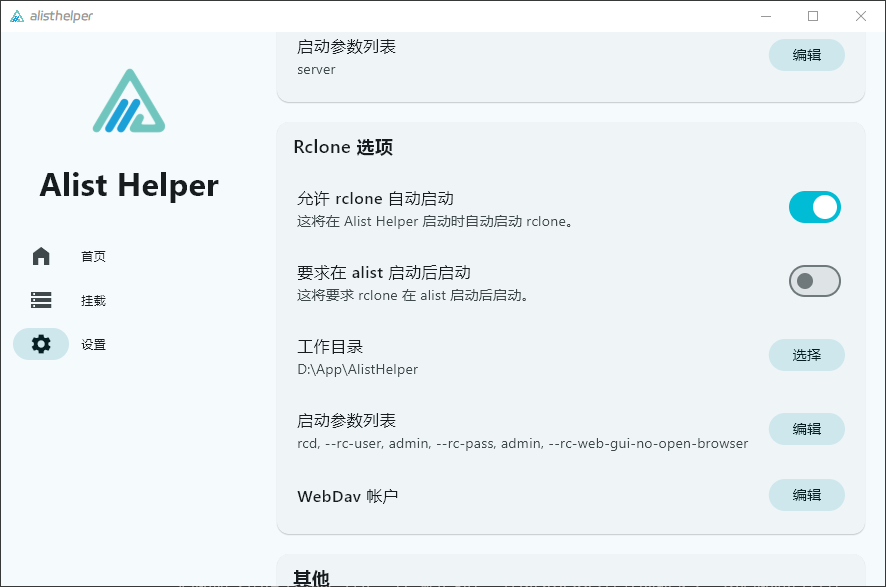 alisthelper
启动参数列表
server
编辑
Alist Helper
首页
挂载
设置
Rclone 选项
允许 rclone 自动启动
这将在 Alist Helper 启动时自动启动 rclone。
要求在 alist 启动后启动
这将要求 rclone 在 alist 启动后启动。
工作目录
D:\App\AlistHelper
选择
启动参数列表
rcd, --rc-user, admin, --rc-pass, admin, --rc-web-gui-no-open-browser
编辑
WebDav 帐户
编辑
其他